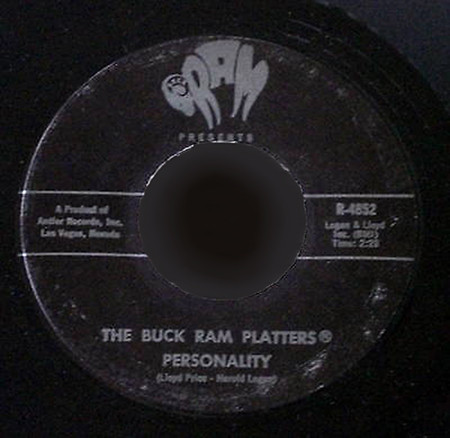 RAM
PRESENTS
A Product of
Antler Records, Inc.
Las Vegas, Nevada
R-4852
Logan & Lloyd
Inc. (BMI)
Time: 2:28
THE BUCK RAM PLATTERS®
PERSONALITY
(Lloyd Price - Harold Logan)